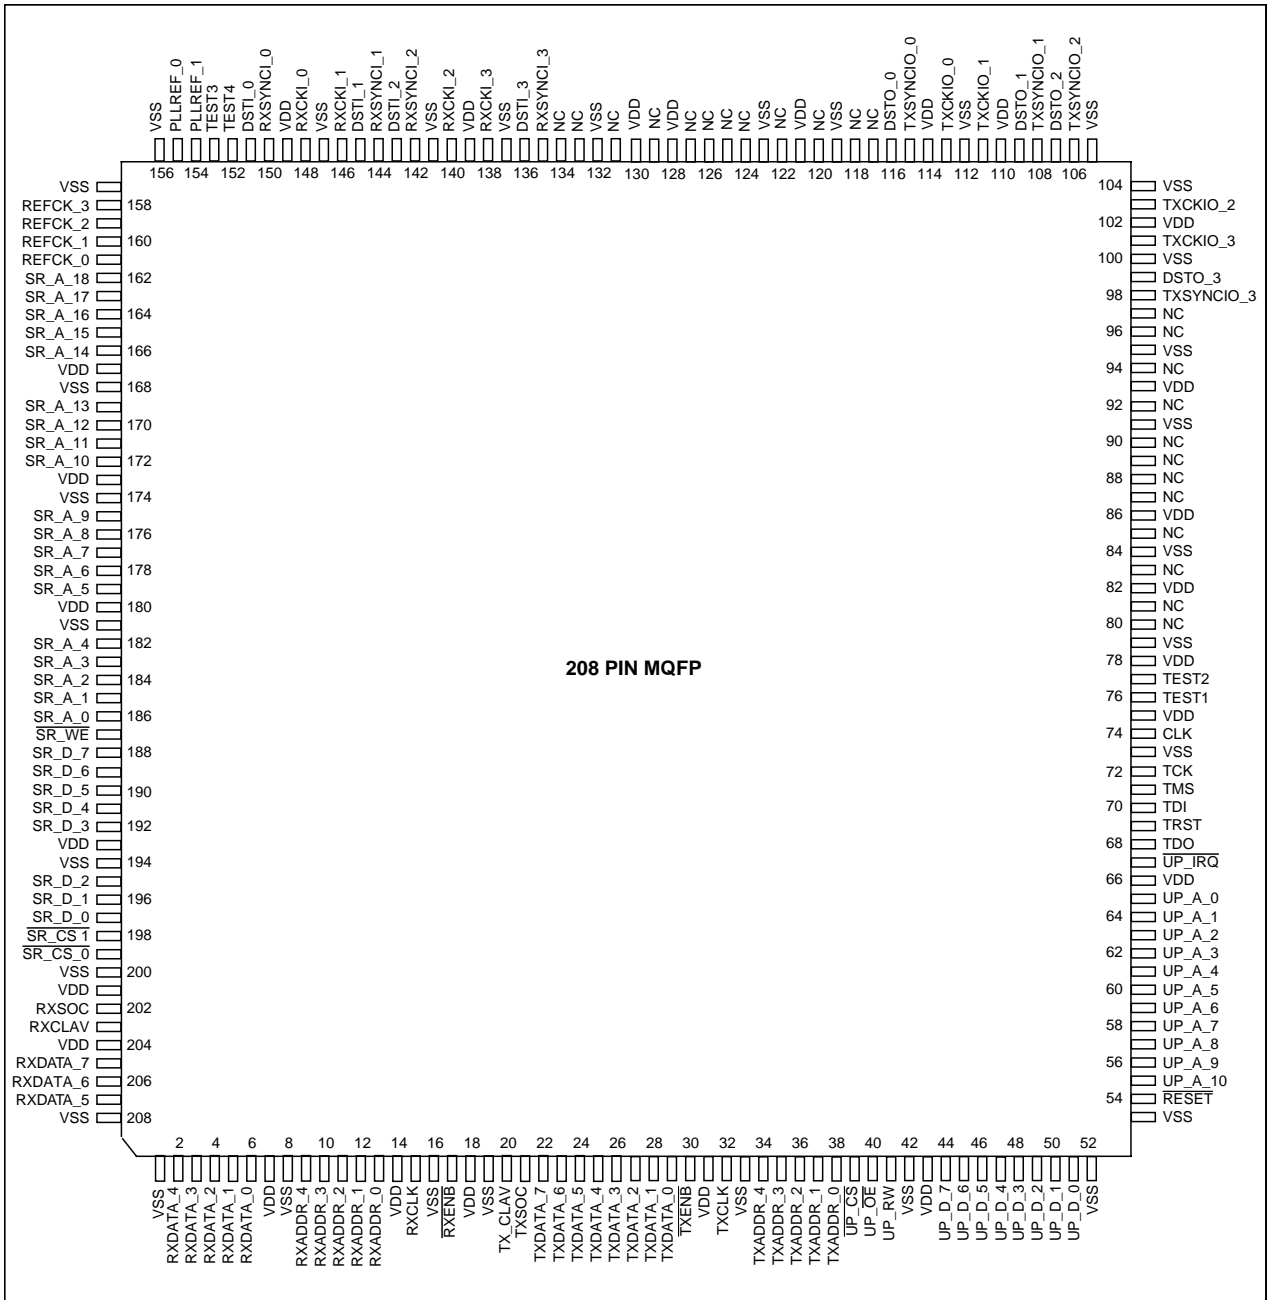 VSS
PLLREF_0
PLLREF_1
TEST3
TEST4
DSTI_0
RXSYNCI_0
VDD
RXCKI_0
VSS
RXCKI_1
DSTI_1
RXSYNCI_1
DSTI_2
RXSYNCI_2
VSS
RXCKI_2
VDD
RXCKI_3
VSS
DSTI_3
RXSYNCI_3
NC
NC
VSS
NC
VDD
NC
VDD
NC
NC
NC
NC
VSS
NC
VDD
NC
VSS
NC
NC
DSTO_0
TXSYNCIO_0
VDD
TXCKIO_0
VSS
TXCKIO_1
VDD
DSTO_1
TXSYNCIO_1
DSTO_2
TXSYNCIO_2
VSS
156 154 152 150 148 146 144 142 140 138 136 134 132 130 128 126 124 122 120 118 116 114 112 110 108 106
VSS
REFCK_3 158
REFCK_2
REFCK_1 160
REFCK_0
SR_A_18 162
SR_A_17
SR_A_16 164
SR_A_15
SR_A_14 166
VDD
VSS 168
SR_A_13
SR_A_12 170
SR_A_11
SR_A_10 172
VDD
VSS 174
SR_A_9
SR_A_8 176
SR_A_7
SR_A_6 178
SR_A_5
VDD 180
VSS
SR_A_4 182
SR_A_3
SR_A_2 184
SR_A_1
SR_A_0 186
SR_WE
SR_D_7 188
SR_D_6
SR_D_5 190
SR_D_4
SR_D_3 192
VDD
VSS 194
SR_D_2
SR_D_1 196
SR_D_0
SR_CS 1 198
SR_CS_0
VSS 200
VDD
RXSOC 202
RXCLAV
VDD 204
RXDATA_7
RXDATA_6 206
RXDATA_5
VSS 208
208 PIN MQFP
104 VSS
TXCKIO_2
102 VDD
TXCKIO_3
100 VSS
DSTO_3
98 TXSYNCIO_3
NC
96 NC
VSS
94 NC
VDD
92 NC
VSS
90 NC
NC
88 NC
NC
86 VDD
NC
84 VSS
NC
82 VDD
NC
80 NC
VSS
78 VDD
TEST2
76 TEST1
VDD
74 CLK
VSS
72 TCK
TMS
70 TDI
TRST
68 TDO
UP_IRQ
66 VDD
UP_A_0
64 UP_A_1
UP_A_2
62 UP_A_3
UP_A_4
60 UP_A_5
UP_A_6
58 UP_A_7
UP_A_8
56 UP_A_9
UP_A_10
54 RESET
VSS
2 4 6 8 10 12 14 16 18 20 22 24 26 28 30 32 34 36 38 40 42 44 46 48 50 52
VSS
RXDATA_4
RXDATA_3
RXDATA_2
RXDATA_1
RXDATA_0
VDD
VSS
RXADDR_4
RXADDR_3
RXADDR_2
RXADDR_1
RXADDR_0
VDD
RXCLK
VSS
RXENB
VDD
VSS
TX_CLAV
TXSOC
TXDATA_7
TXDATA_6
TXDATA_5
TXDATA_4
TXDATA_3
TXDATA_2
TXDATA_1
TXDATA_0
TXENB
VDD
TXCLK
VSS
TXADDR_4
TXADDR_3
TXADDR_2
TXADDR_1
TXADDR_0
UP_CS
UP_OE
UP_RW
VSS
VDD
UP_D_7
UP_D_6
UP_D_5
UP_D_4
UP_D_3
UP_D_2
UP_D_1
UP_D_0
VSS